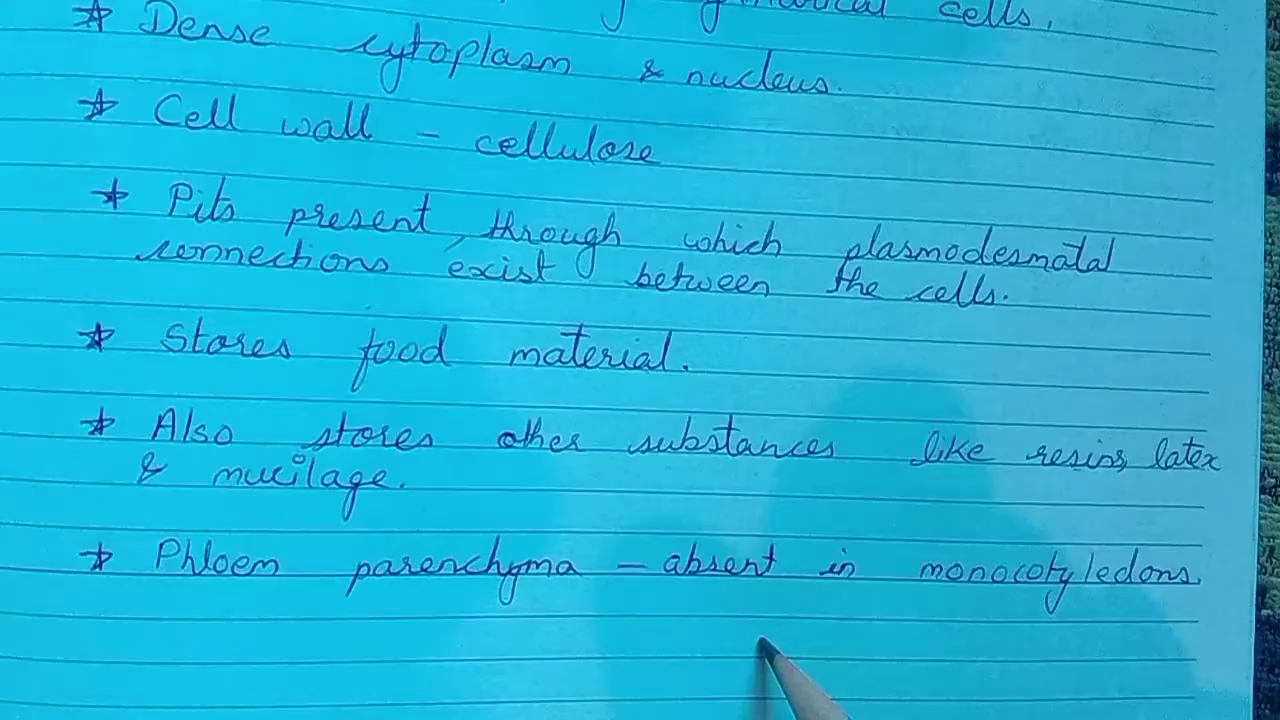 cells.
* Dense cytoplasm & nucleus.
* Cell wall – cellulose
* Pits present, through which plasmodesmatal
connections exist between the cells.
* Stores food material.
* Also stores other substances like resins, latex
& mucilage.
* Phloem parenchyma – absent in monocotyledons.